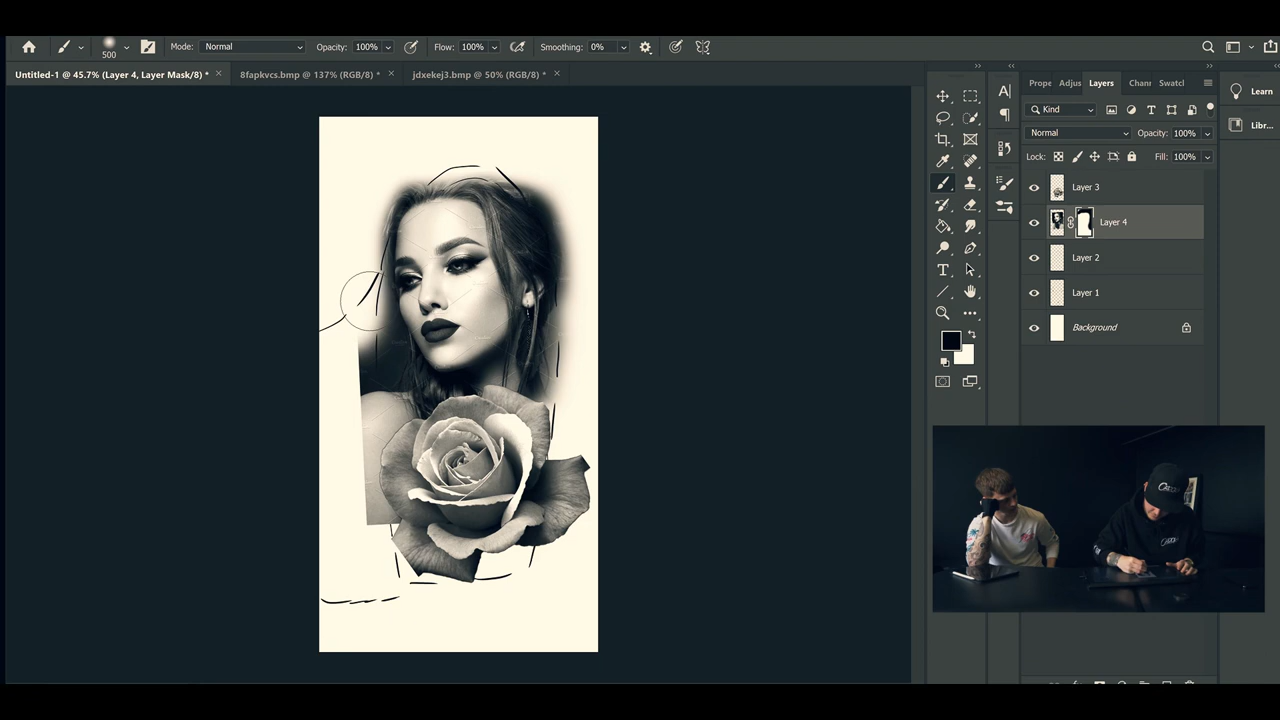 500
Mode: Normal
Opacity: 100%
Flow: 100%
Smoothing: 0%
Untitled-1 @ 45.7% (Layer 4, Layer Mask/8) *
8fapkvcs.bmp @ 137% (RGB/8) *
jdxekej3.bmp @ 50% (RGB/8) *
Prope Adjus Layers Chanr Swatcl
Learn
Libr...
Kind
Normal
Opacity: 100%
Lock:
Fill: 100%
Layer 3
Layer 4
Layer 2
Layer 1
Background